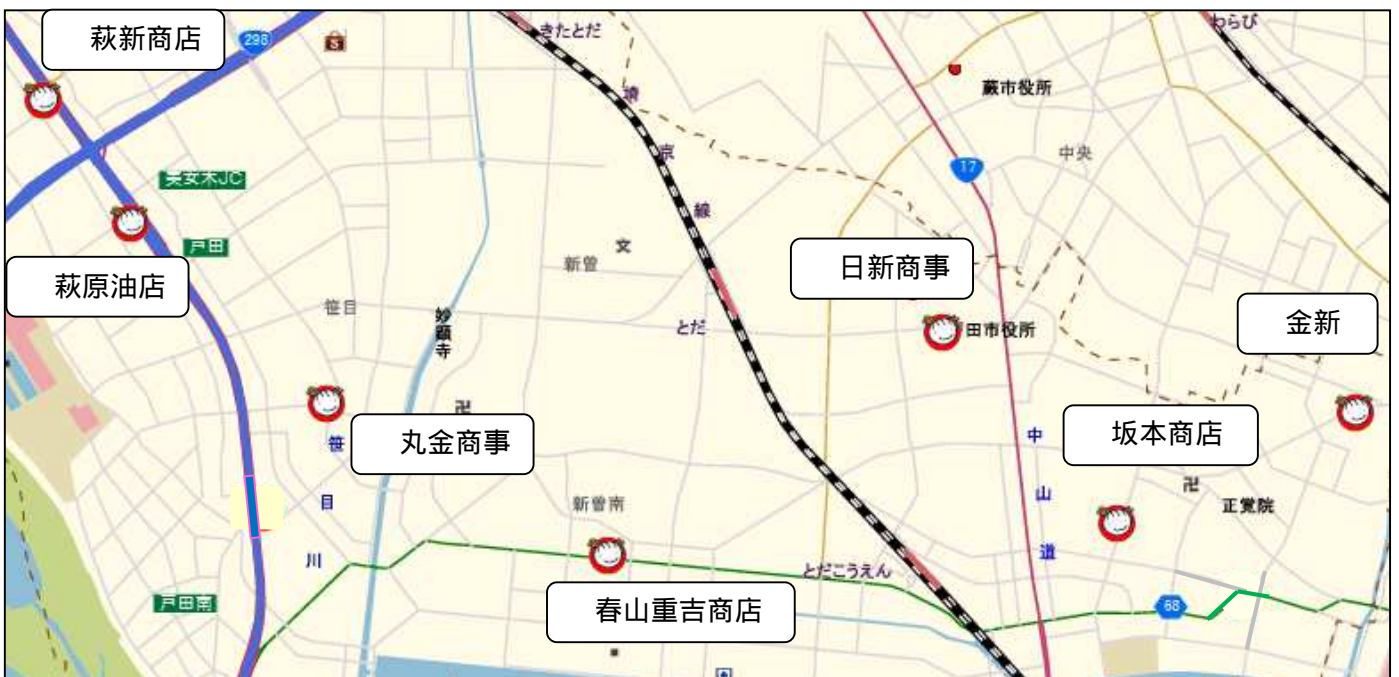 萩新商店
298
きたとだ
わらび
蕨市役所
埼
京
線
中央
17
美女木JC
戸田
文
新曽
日新商事
萩原油店
笹目
妙顕寺
とだ
田市役所
金新
卍
丸金商事
笹
目
川
中
山
道
坂本商店
卍
正覚院
新曽南
とだこうえん
春山重吉商店
戸田南
68